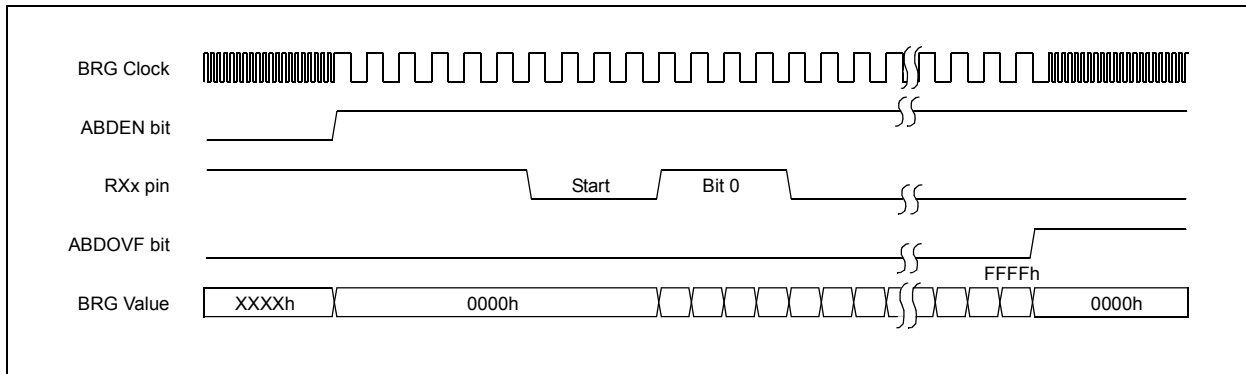 BRG Clock
ABDEN bit
RXx pin
Start
Bit 0
ABDOVF bit
FFFFh
BRG Value
XXXXh
0000h
0000h